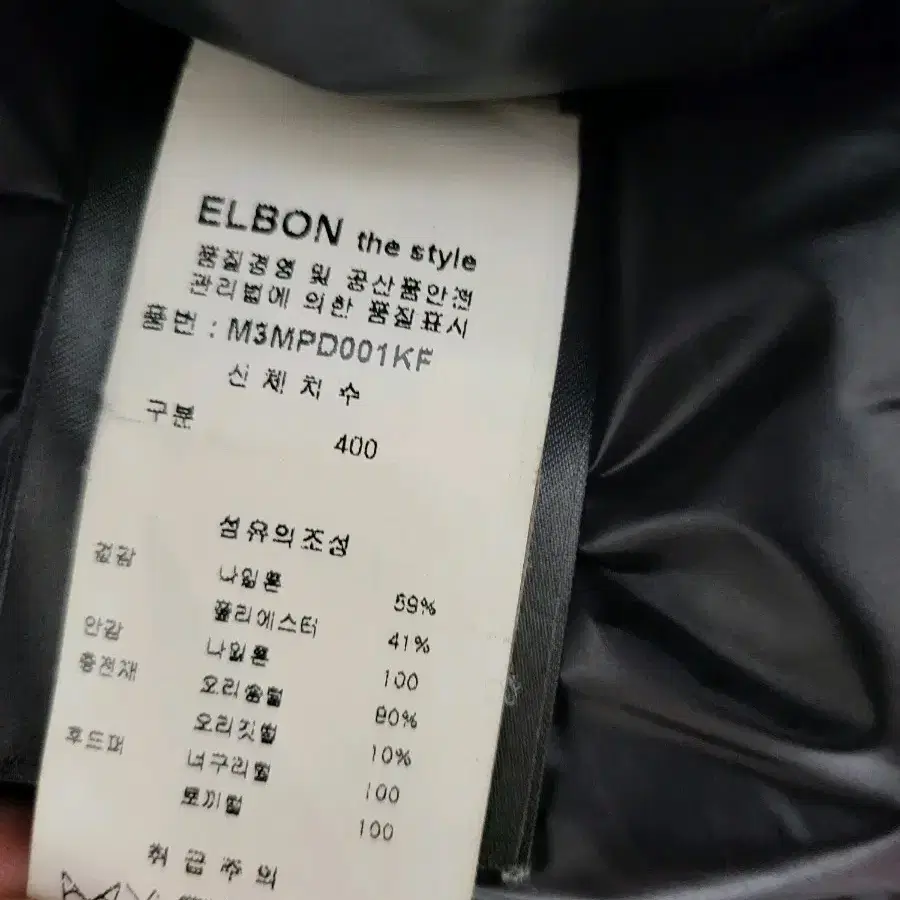 ELBON the style
품질경영 및 공산품안전
관리법에 의한 품질표시
품번 : M3MPD001KF
신 체 치 수
구분
400
섬유의조성
겉감 나일론 59%
폴리에스터 41%
안감 나일론 100
충전재 오리솜털 90%
오리깃털 10%
후드퍼 너구리털 100
토끼털 100
취 급 주 의